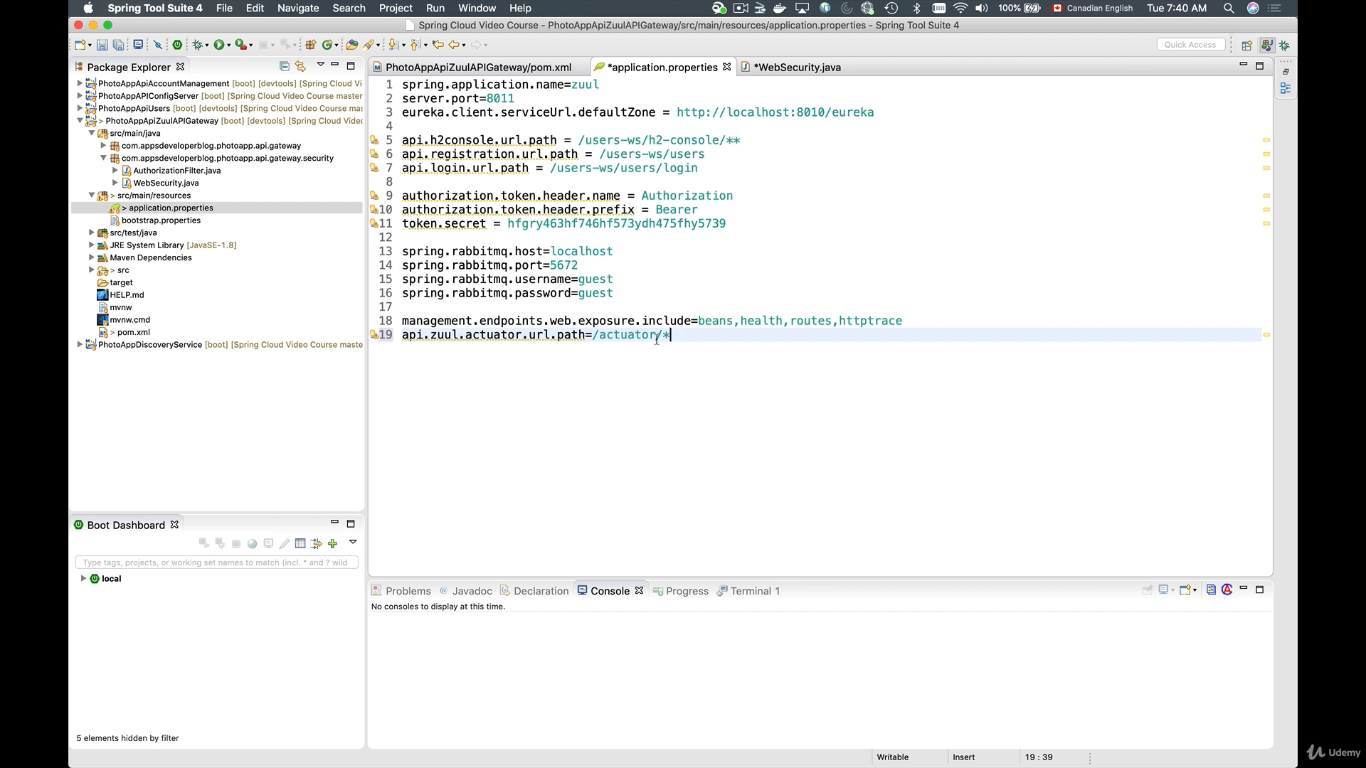 Spring Tool Suite 4 File Edit Navigate Search Project Run Window Help 100% Canadian English Tue 7:40 AM
Spring Cloud Video Course - PhotoAppApiZuulAPIGateway/src/main/resources/application.properties - Spring Tool Suite 4
Quick Access
Package Explorer
PhotoAppApiAccountManagement [boot] [devtools] [Spring Cloud Vi
PhotoAppAPIConfigServer [boot] [Spring Cloud Video Course master
PhotoAppApiUsers [boot] [devtools] [Spring Cloud Video Course mas
> PhotoAppApiZuulAPIGateway [boot] [devtools] [Spring Cloud Video
src/main/java
com.appsdeveloperblog.photoapp.api.gateway
com.appsdeveloperblog.photoapp.api.gateway.security
AuthorizationFilter.java
WebSecurity.java
> src/main/resources
> application.properties
bootstrap.properties
src/test/java
JRE System Library [JavaSE-1.8]
Maven Dependencies
> src
target
HELP.md
mvnw
mvnw.cmd
> pom.xml
PhotoAppDiscoveryService [boot] [Spring Cloud Video Course master
PhotoAppApiZuulAPIGateway/pom.xml *application.properties *WebSecurity.java
1 spring.application.name=zuul
2 server.port=8011
3 eureka.client.serviceUrl.defaultZone = http://localhost:8010/eureka
4
5 api.h2console.url.path = /users-ws/h2-console/**
6 api.registration.url.path = /users-ws/users
7 api.login.url.path = /users-ws/users/login
8
9 authorization.token.header.name = Authorization
10 authorization.token.header.prefix = Bearer
11 token.secret = hfgry463hf746hf573ydh475fhy5739
12
13 spring.rabbitmq.host=localhost
14 spring.rabbitmq.port=5672
15 spring.rabbitmq.username=guest
16 spring.rabbitmq.password=guest
17
18 management.endpoints.web.exposure.include=beans,health,routes,httptrace
19 api.zuul.actuator.url.path=/actuator/*
Boot Dashboard
Type tags, projects, or working set names to match (incl. * and ? wild
local
5 elements hidden by filter
Problems Javadoc Declaration Console Progress Terminal 1
No consoles to display at this time.
Writable Insert 19 : 39
Udemy